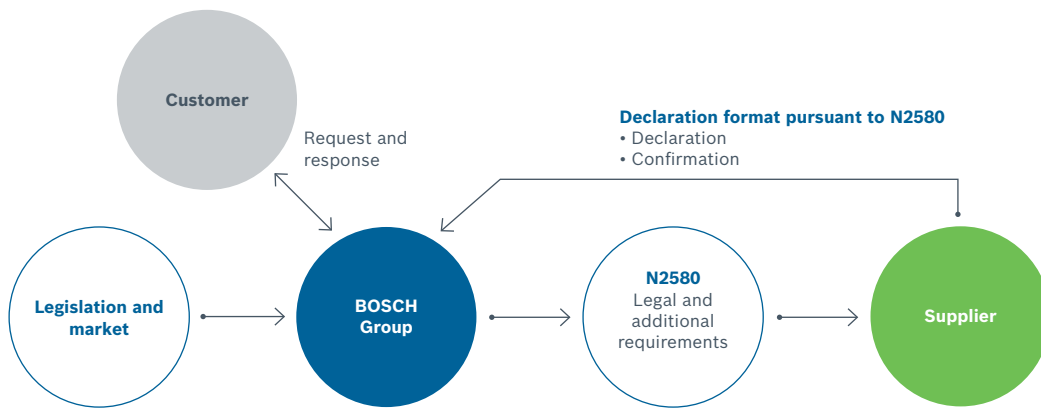 Customer
Request and
response
Declaration format pursuant to N2580
• Declaration
• Confirmation
Legislation and
market
BOSCH
Group
N2580
Legal and
additional
requirements
Supplier